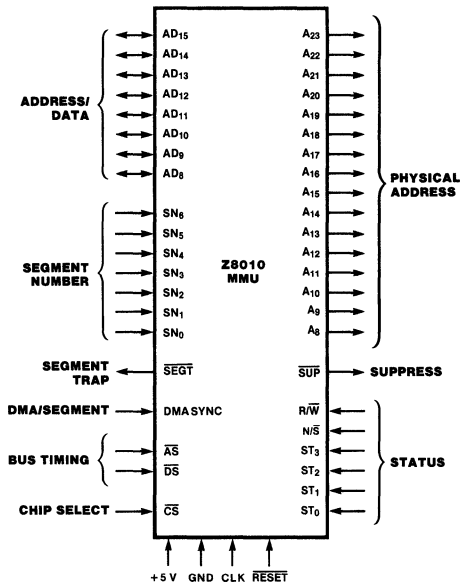 ADDRESS/
DATA
AD15
AD14
AD13
AD12
AD11
AD10
AD9
AD8
SEGMENT
NUMBER
SN6
SN5
SN4
SN3
SN2
SN1
SN0
SEGMENT
TRAP
SEGT
DMA/SEGMENT
DMASYNC
BUS TIMING
AS
DS
CHIP SELECT
CS
Z8010
MMU
A23
A22
A21
A20
A19
A18
A17
A16
A15
A14
A13
A12
A11
A10
A9
A8
PHYSICAL
ADDRESS
SUP
SUPPRESS
R/W
N/S
ST3
ST2
ST1
ST0
STATUS
+5 V GND CLK RESET